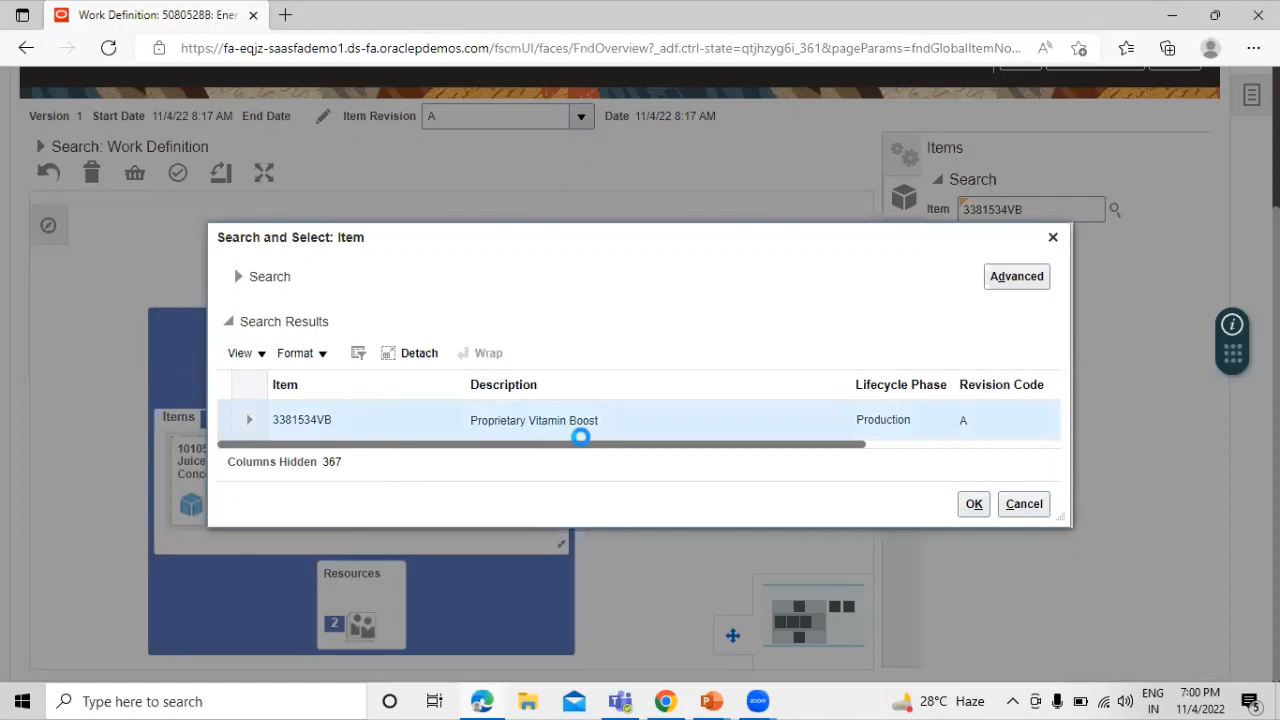 Work Definition: 5080528B: Ener
https://fa-eqjz-saasfademo1.ds-fa.oraclepdemos.com/fscmUI/faces/FndOverview?_adf.ctrl-state=qtjhzyg6i_361&pageParams=fndGlobalItemNo...
Version 1 Start Date 11/4/22 8:17 AM End Date Item Revision A Date 11/4/22 8:17 AM
Search: Work Definition
Items
Search
Item 3381534VB
Search and Select: Item
Search
Advanced
Search Results
View Format Detach Wrap
Item Description Lifecycle Phase Revision Code
3381534VB Proprietary Vitamin Boost Production A
Columns Hidden 367
OK Cancel
Items
10105
Juice
Conc
Resources
2
Type here to search
zoom
28°C Haze
ENG
IN
7:00 PM
11/4/2022
5